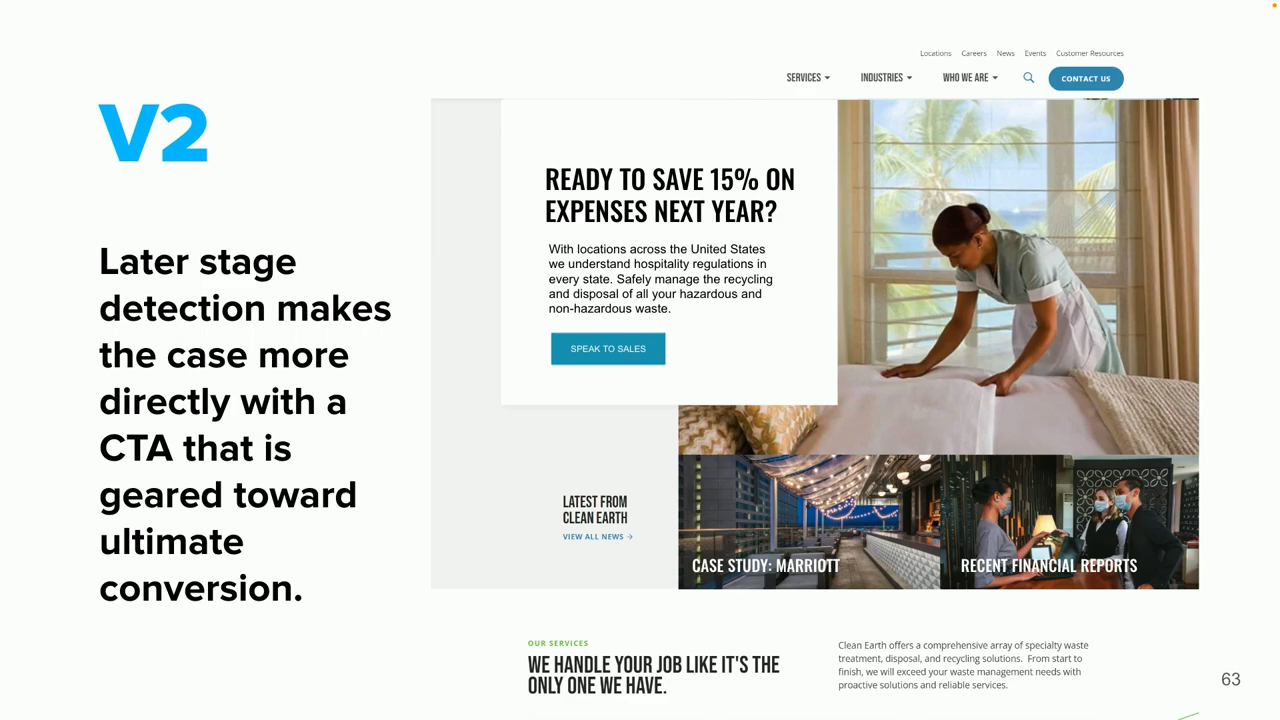 V2
Later stage
detection makes
the case more
directly with a
CTA that is
geared toward
ultimate
conversion.
Locations Careers News Events Customer Resources
SERVICES INDUSTRIES WHO WE ARE CONTACT US
READY TO SAVE 15% ON
EXPENSES NEXT YEAR?
With locations across the United States
we understand hospitality regulations in
every state. Safely manage the recycling
and disposal of all your hazardous and
non-hazardous waste.
SPEAK TO SALES
LATEST FROM
CLEAN EARTH
VIEW ALL NEWS →
CASE STUDY: MARRIOTT
RECENT FINANCIAL REPORTS
OUR SERVICES
WE HANDLE YOUR JOB LIKE IT'S THE
ONLY ONE WE HAVE.
Clean Earth offers a comprehensive array of specialty waste
treatment, disposal, and recycling solutions. From start to
finish, we will exceed your waste management needs with
proactive solutions and reliable services.
63